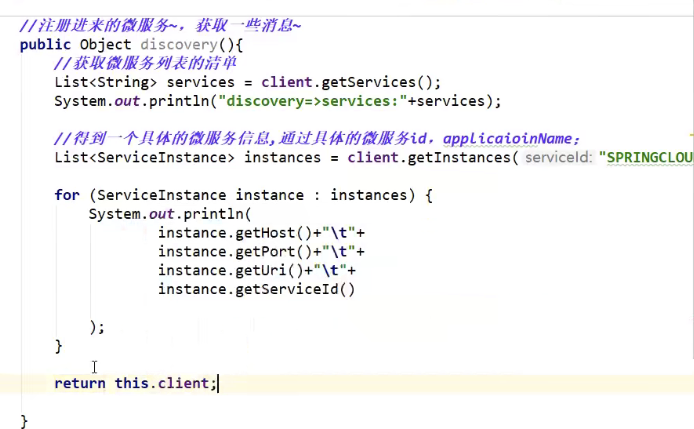 //注册进来的微服务~，获取一些消息~
public Object discovery(){
//获取微服务列表的清单
List<String> services = client.getServices();
System.out.println("discovery=>services:"+services);
//得到一个具体的微服务信息,通过具体的微服务id，applicaioinName；
List<ServiceInstance> instances = client.getInstances( serviceId: "SPRINGCLOU
for (ServiceInstance instance : instances) {
System.out.println(
instance.getHost()+"\t"+
instance.getPort()+"\t"+
instance.getUri()+"\t"+
instance.getServiceId()
);
}
return this.client;
}